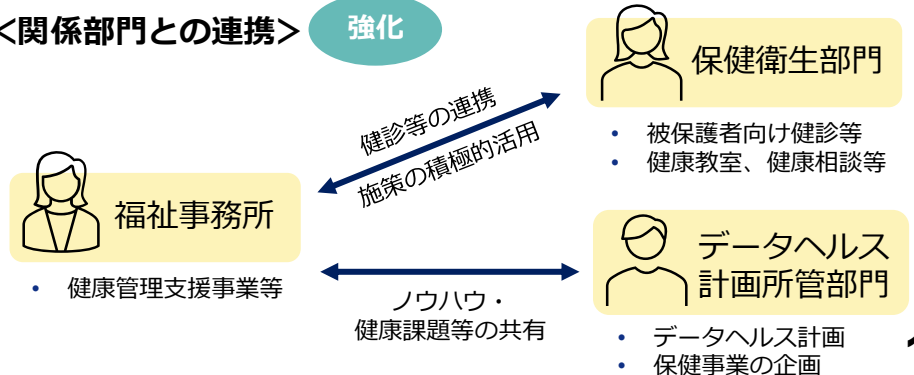 <関係部門との連携>
強化
保健衛生部門
• 被保護者向け健診等
• 健康教室、健康相談等
健診等の連携
施策の積極的活用
福祉事務所
• 健康管理支援事業等
ノウハウ・
健康課題等の共有
データヘルス
計画所管部門
• データヘルス計画
• 保健事業の企画